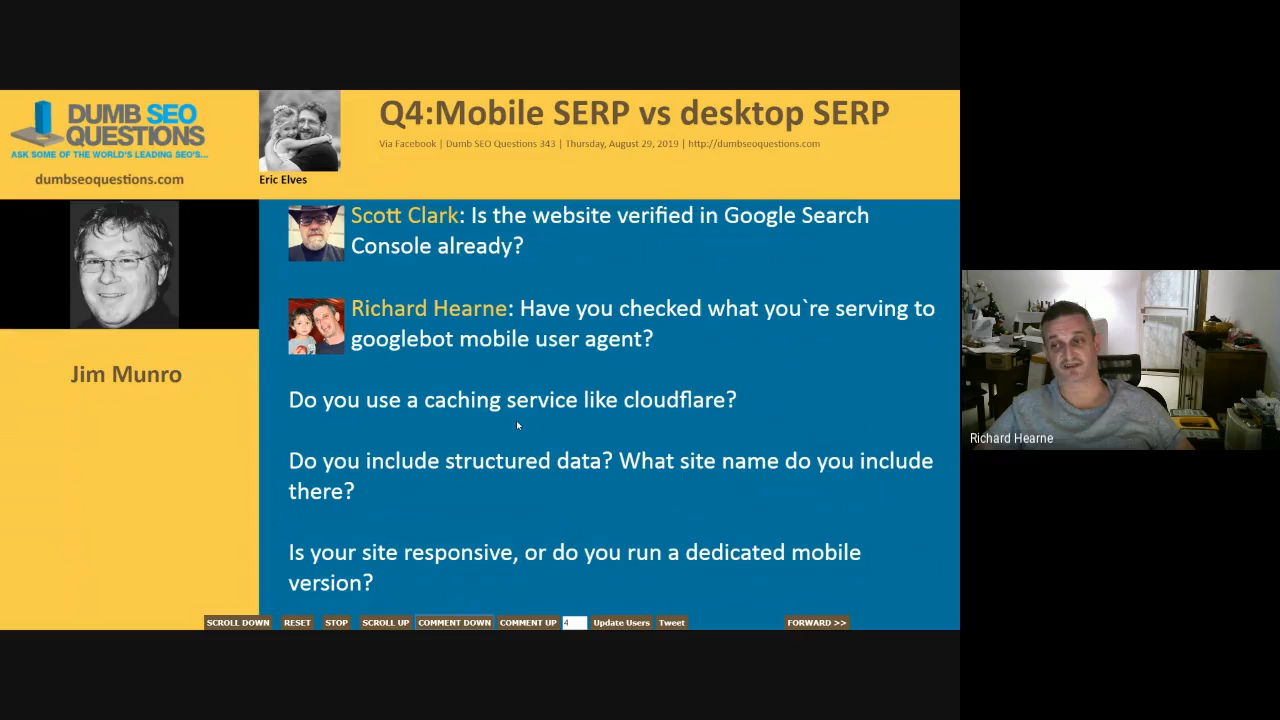 DUMB SEO
QUESTIONS
ASK SOME OF THE WORLD'S LEADING SEO'S...
dumbseoquestions.com
Eric Elves
Q4:Mobile SERP vs desktop SERP
Via Facebook | Dumb SEO Questions 343 | Thursday, August 29, 2019 | http://dumbseoquestions.com
Jim Munro
Scott Clark: Is the website verified in Google Search
Console already?
Richard Hearne: Have you checked what you`re serving to
googlebot mobile user agent?
Do you use a caching service like cloudflare?
Do you include structured data? What site name do you include
there?
Is your site responsive, or do you run a dedicated mobile
version?
SCROLL DOWN RESET STOP SCROLL UP COMMENT DOWN COMMENT UP 4 Update Users Tweet FORWARD >>
Richard Hearne